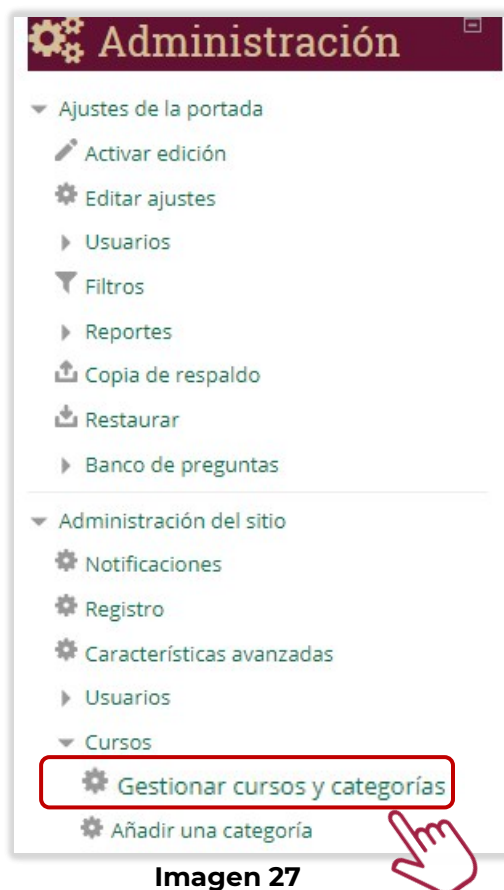 Administración
Ajustes de la portada
Activar edición
Editar ajustes
Usuarios
Filtros
Reportes
Copia de respaldo
Restaurar
Banco de preguntas
Administración del sitio
Notificaciones
Registro
Características avanzadas
Usuarios
Cursos
Gestionar cursos y categorías
Añadir una categoría
Imagen 27